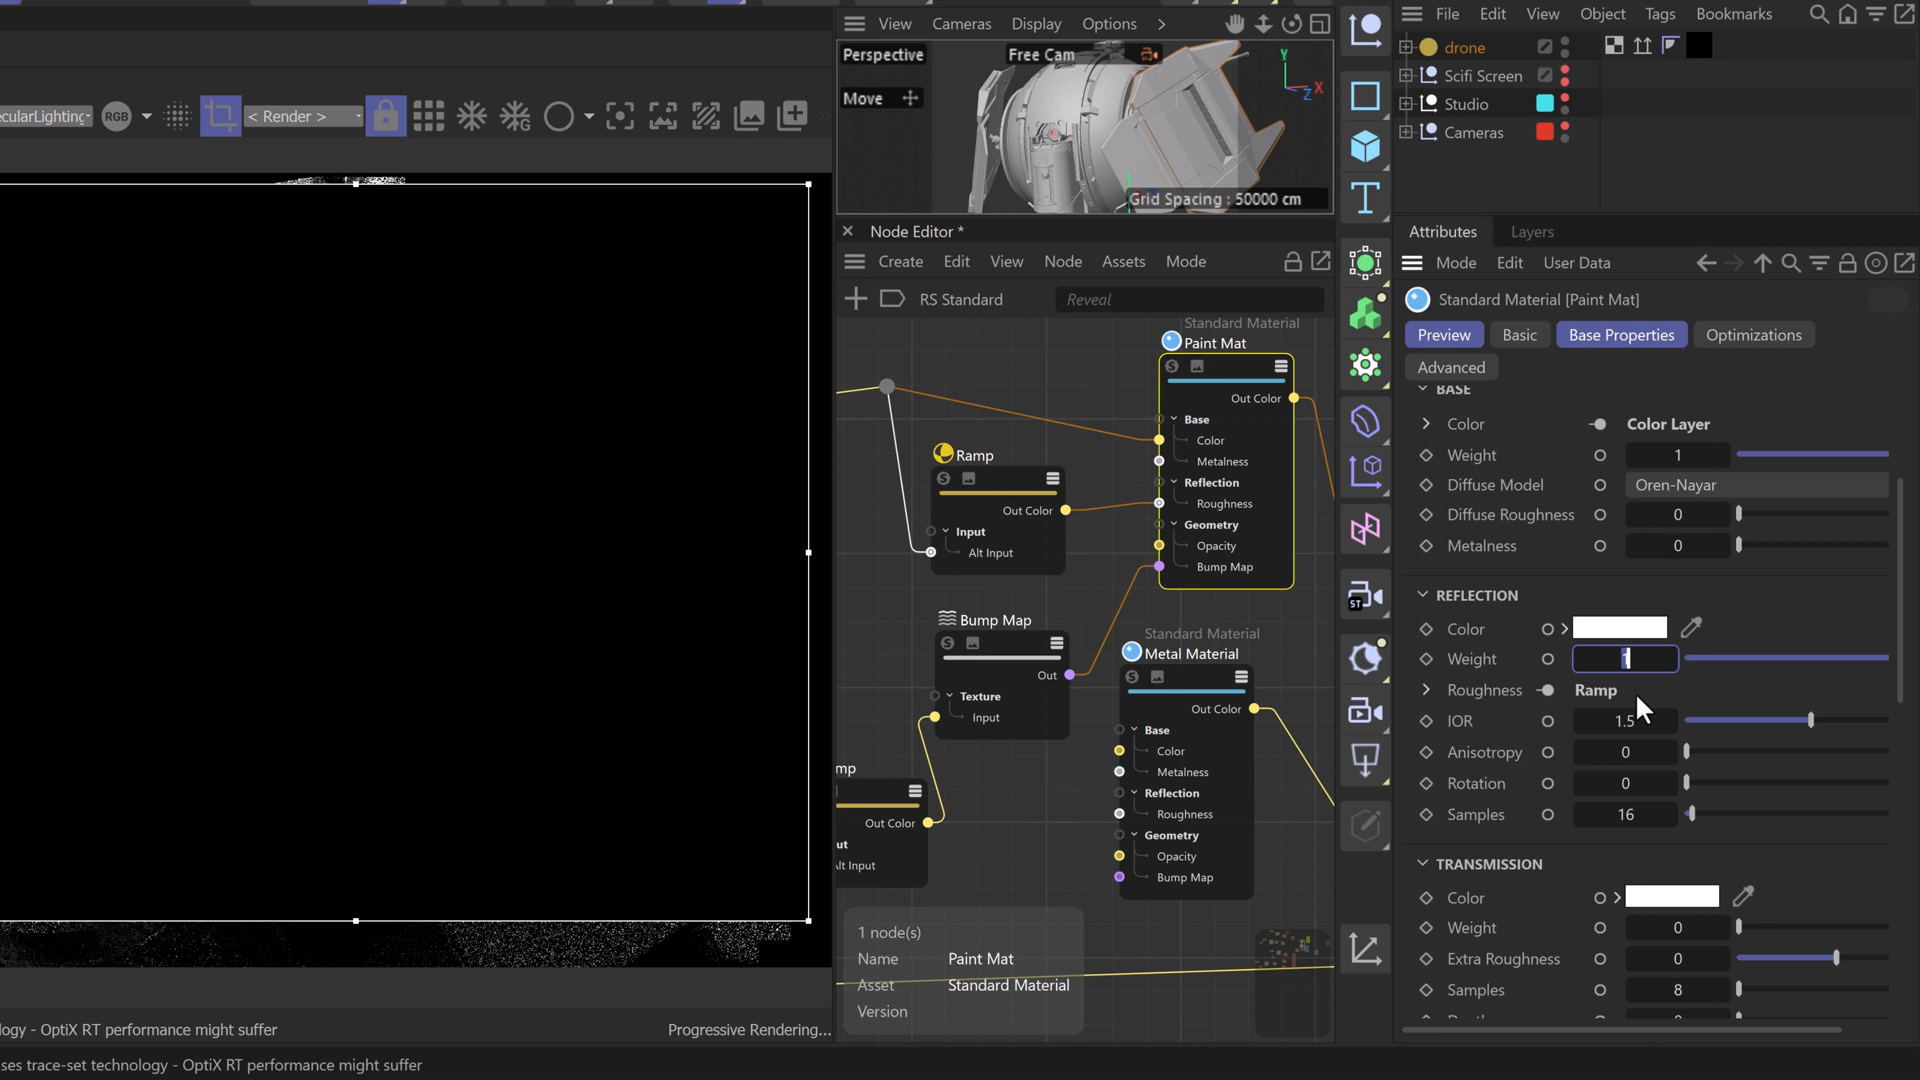 View Cameras Display Options
Perspective
Free Cam
Move
Grid Spacing : 50000 cm
Y
X
Z
ecularLighting
RGB
< Render >
G
Progressive Rendering...
logy - OptiX RT performance might suffer
ses trace-set technology - OptiX RT performance might suffer
Node Editor *
Create Edit View Node Assets Mode
RS Standard
Reveal
Standard Material
Paint Mat
S
Out Color
Base
Color
Metalness
Reflection
Roughness
Geometry
Opacity
Bump Map
Ramp
S
Out Color
Input
Alt Input
Bump Map
S
Out
Texture
Input
Standard Material
Metal Material
S
Out Color
Base
Color
Metalness
Reflection
Roughness
Geometry
Opacity
Bump Map
mp
Out Color
ut
lt Input
1 node(s)
Name Paint Mat
Asset Standard Material
Version
T
ST
File Edit View Object Tags Bookmarks
drone
Scifi Screen
Studio
Cameras
Attributes Layers
Mode Edit User Data
Standard Material [Paint Mat]
Preview Basic Base Properties Optimizations
Advanced
BASE
Color Color Layer
Weight 1
Diffuse Model Oren-Nayar
Diffuse Roughness 0
Metalness 0
REFLECTION
Color
Weight 1
Roughness Ramp
IOR 1.5
Anisotropy 0
Rotation 0
Samples 16
TRANSMISSION
Color
Weight 0
Extra Roughness 0
Samples 8